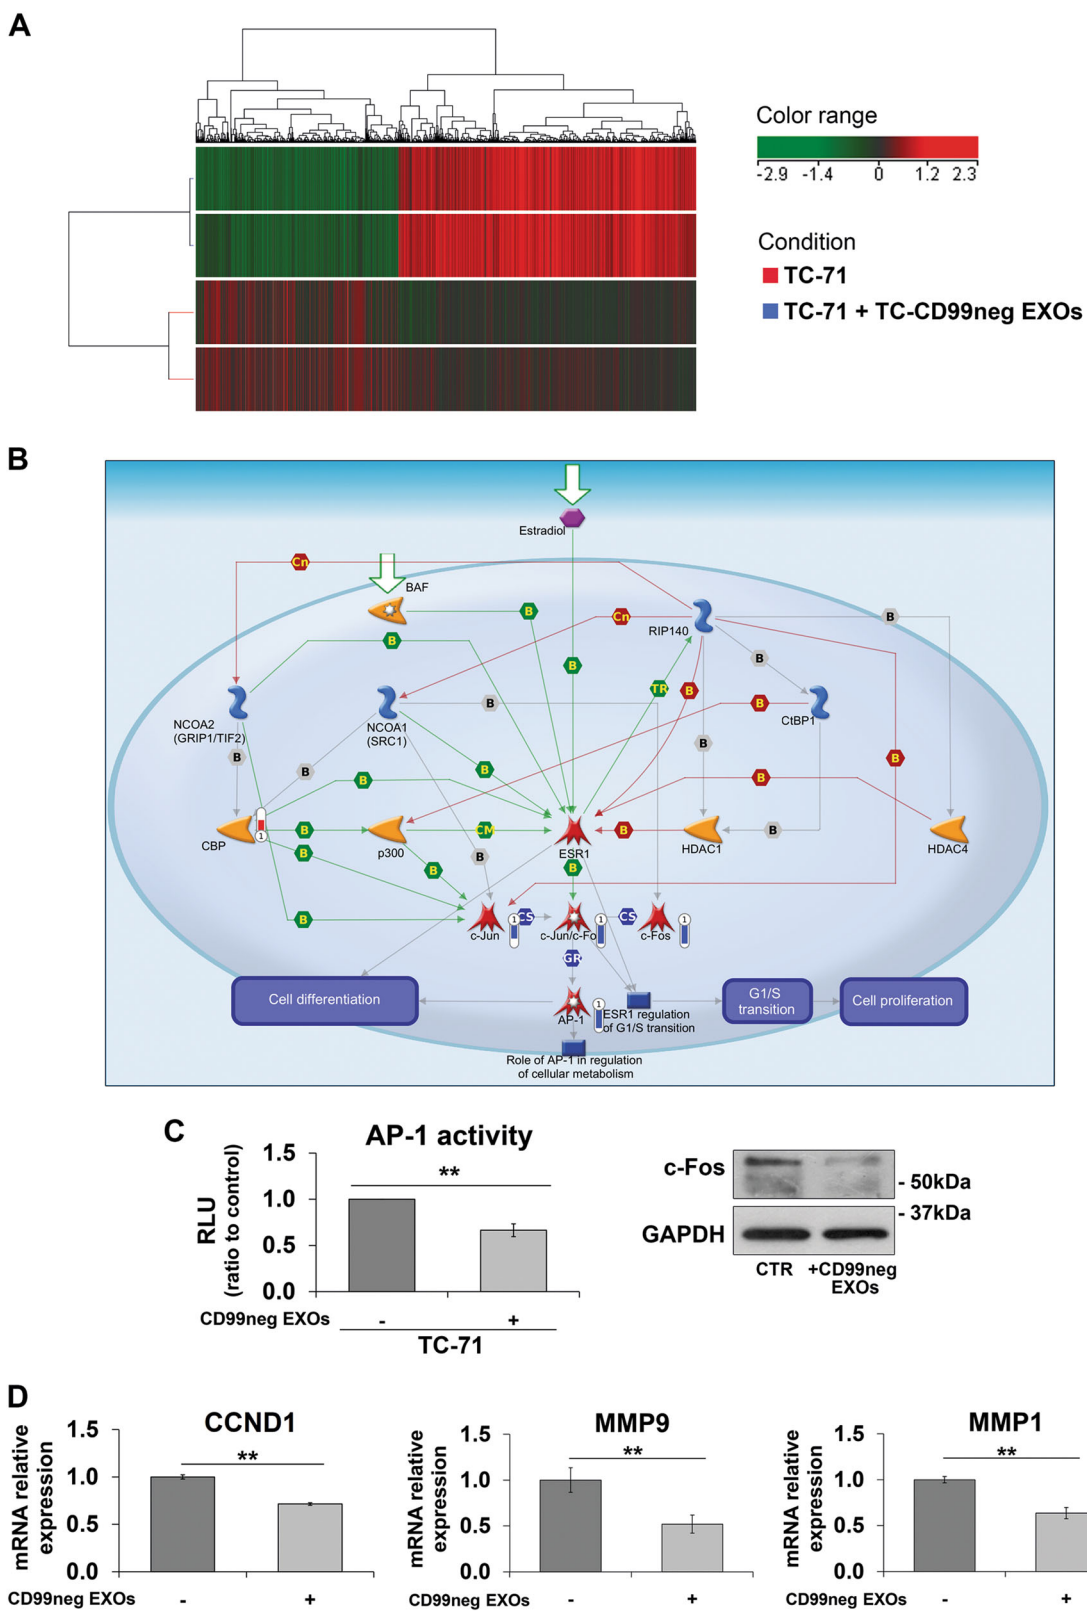 A
Color range
-2.9 -1.4 0 1.2 2.3
Condition
TC-71
TC-71 + TC-CD99neg EXOs
B
Estradiol
Cn
BAF
B
Cn
RIP140
B
B
B
B
TR
B
B
NCOA2
(GRIP1/TIF2)
NCOA1
(SRC1)
B
B
CtBP1
B
B
B
B
B
B
B
B
CBP
1
B
p300
CM
ESR1
B
HDAC1
B
HDAC4
B
B
B
B
B
c-Jun
1
CS
c-Jun/c-Fo
1
CS
c-Fos
1
GR
Cell differentiation
AP-1
1
ESR1 regulation
of G1/S transition
G1/S
transition
Cell proliferation
Role of AP-1 in regulation
of cellular metabolism
C
AP-1 activity
RLU
(ratio to control)
1.5
1.0
0.5
0.0
**
CD99neg EXOs - +
TC-71
c-Fos
- 50kDa
- 37kDa
GAPDH
CTR +CD99neg
EXOs
D
CCND1
mRNA relative
expression
1.5
1.0
0.5
0.0
**
CD99neg EXOs - +
MMP9
mRNA relative
expression
1.5
1.0
0.5
0.0
**
CD99neg EXOs - +
MMP1
mRNA relative
expression
1.5
1.0
0.5
0.0
**
CD99neg EXOs - +